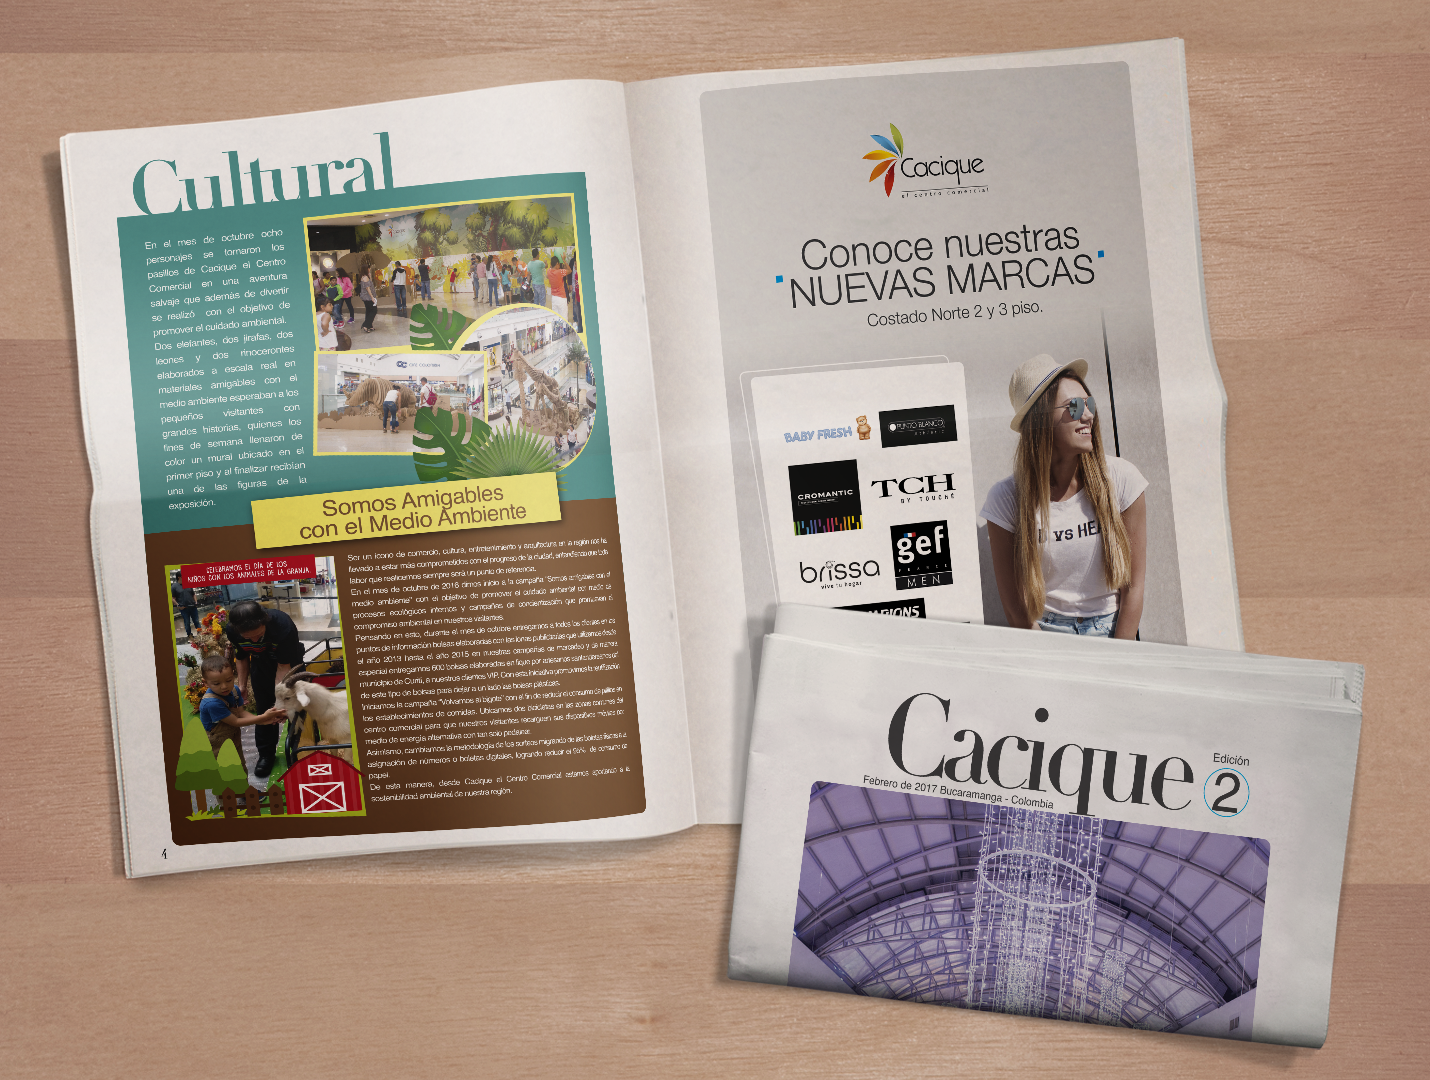 Cultural
En el mes de octubre ocho
personajes se tomaron los
pasillos de Cacique el Centro
Comercial en una aventura
salvaje que además de divertir
se realizó con el objetivo de
promover el cuidado ambiental.
Dos elefantes, dos jirafas, dos
leones y dos rinocerontes
elaborados a escala real en
materiales amigables con el
medio ambiente esperaban a los
pequeños visitantes con
grandes historias, quienes los
fines de semana llenaron de
color un mural ubicado en el
primer piso y al finalizar recibían
una de las figuras de la
exposición.
Somos Amigables
con el Medio Ambiente
CELEBRAMOS EL DÍA DE LOS
NIÑOS CON LOS ANIMALES DE LA GRANJA
Ser un ícono de comercio, cultura, entretenimiento y arquitectura en la región nos ha
llevado a estar más comprometidos con el progreso de la ciudad, entendiendo que toda
labor que realicemos siempre será un punto de referencia.
En el mes de octubre de 2016 dimos inicio a la campaña "Somos amigables con el
medio ambiente" con el objetivo de promover el cuidado ambiental por medio de
procesos ecológicos internos y campañas de concientización que promueven el
compromiso ambiental en nuestros visitantes.
Pensando en esto, durante el mes de octubre entregamos a todos los clientes en los
puntos de información bolsas elaboradas con las lonas publicitarias que utilizamos desde
el año 2013 hasta el año 2015 en nuestras campañas de mercadeo y de manera
especial entregamos 600 bolsas elaboradas en fique por artesanos santandereanos del
municipio de Curití, a nuestros clientes VIP. Con esta iniciativa promovimos la reutilización
de este tipo de bolsas para dejar a un lado las bolsas plásticas.
Iniciamos la campaña "Volvamos al bigote" con el fin de reducir el consumo de pitillos en
los establecimientos de comidas. Ubicamos dos bicicletas en las zonas comunes del
centro comercial para que nuestros visitantes recarguen sus dispositivos móviles por
medio de energía alternativa con tan solo pedalear.
Asimismo, cambiamos la metodología de los sorteos migrando de las boletas físicas a la
asignación de números o boletas digitales, logrando reducir el 95% de consumo de
papel.
De esta manera, desde Cacique el Centro Comercial estamos aportando a la
sostenibilidad ambiental de nuestra región.
4
Cacique
el centro comercial
Conoce nuestras
NUEVAS MARCAS
Costado Norte 2 y 3 piso.
BABY FRESH
PUNTO BLANCO
CROMANTIC
TCH
BY TOUCHÉ
brissa
vive tu hogar
gef
FRANCE
MEN
Cacique
Edición
2
Febrero de 2017 Bucaramanga - Colombia